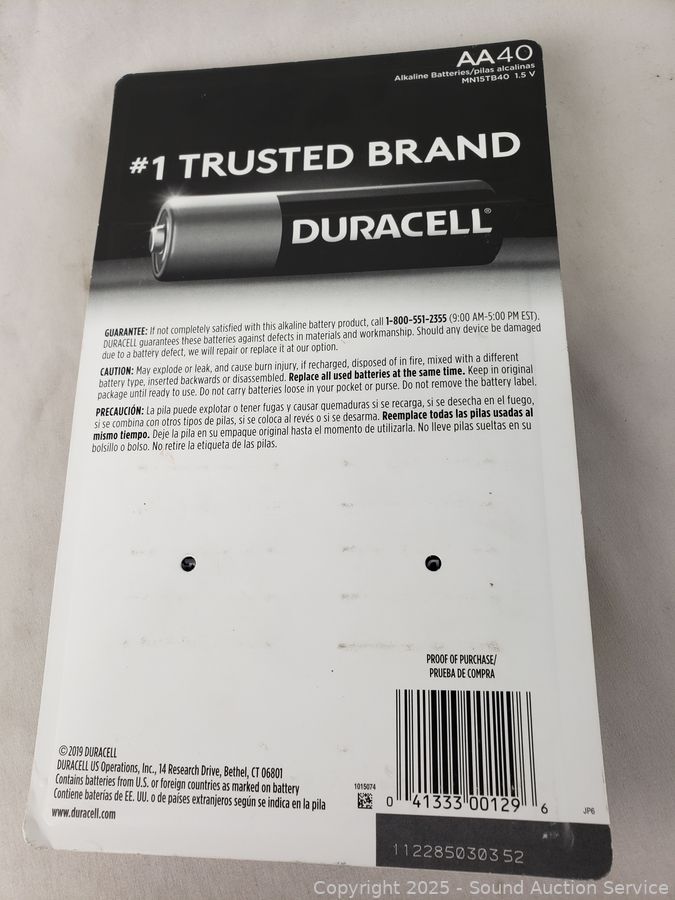 AA40
Alkaline Batteries/pilas alcalinas
MN15TB40 1.5 V
#1 TRUSTED BRAND
DURACELL®
GUARANTEE: If not completely satisfied with this alkaline battery product, call 1-800-551-2355 (9:00 AM-5:00 PM EST).
DURACELL guarantees these batteries against defects in materials and workmanship. Should any device be damaged
due to a battery defect, we will repair or replace it at our option.
CAUTION: May explode or leak, and cause burn injury, if recharged, disposed of in fire, mixed with a different
battery type, inserted backwards or disassembled. Replace all used batteries at the same time. Keep in original
package until ready to use. Do not carry batteries loose in your pocket or purse. Do not remove the battery label.
PRECAUCIÓN: La pila puede explotar o tener fugas y causar quemaduras si se recarga, si se desecha en el fuego,
si se combina con otros tipos de pilas, si se coloca al revés o si se desarma. Reemplace todas las pilas usadas al
mismo tiempo. Deje la pila en su empaque original hasta el momento de utilizarla. No lleve pilas sueltas en su
bolsillo o bolso. No retire la etiqueta de las pilas.
PROOF OF PURCHASE/
PRUEBA DE COMPRA
©2019 DURACELL
DURACELL US Operations, Inc., 14 Research Drive, Bethel, CT 06801
Contains batteries from U.S. or foreign countries as marked on battery
Contiene baterías de EE. UU. o de países extranjeros según se indica en la pila
www.duracell.com
1015074
0 41333 00129 6
JP6
112285030352
Copyright 2025 - Sound Auction Service